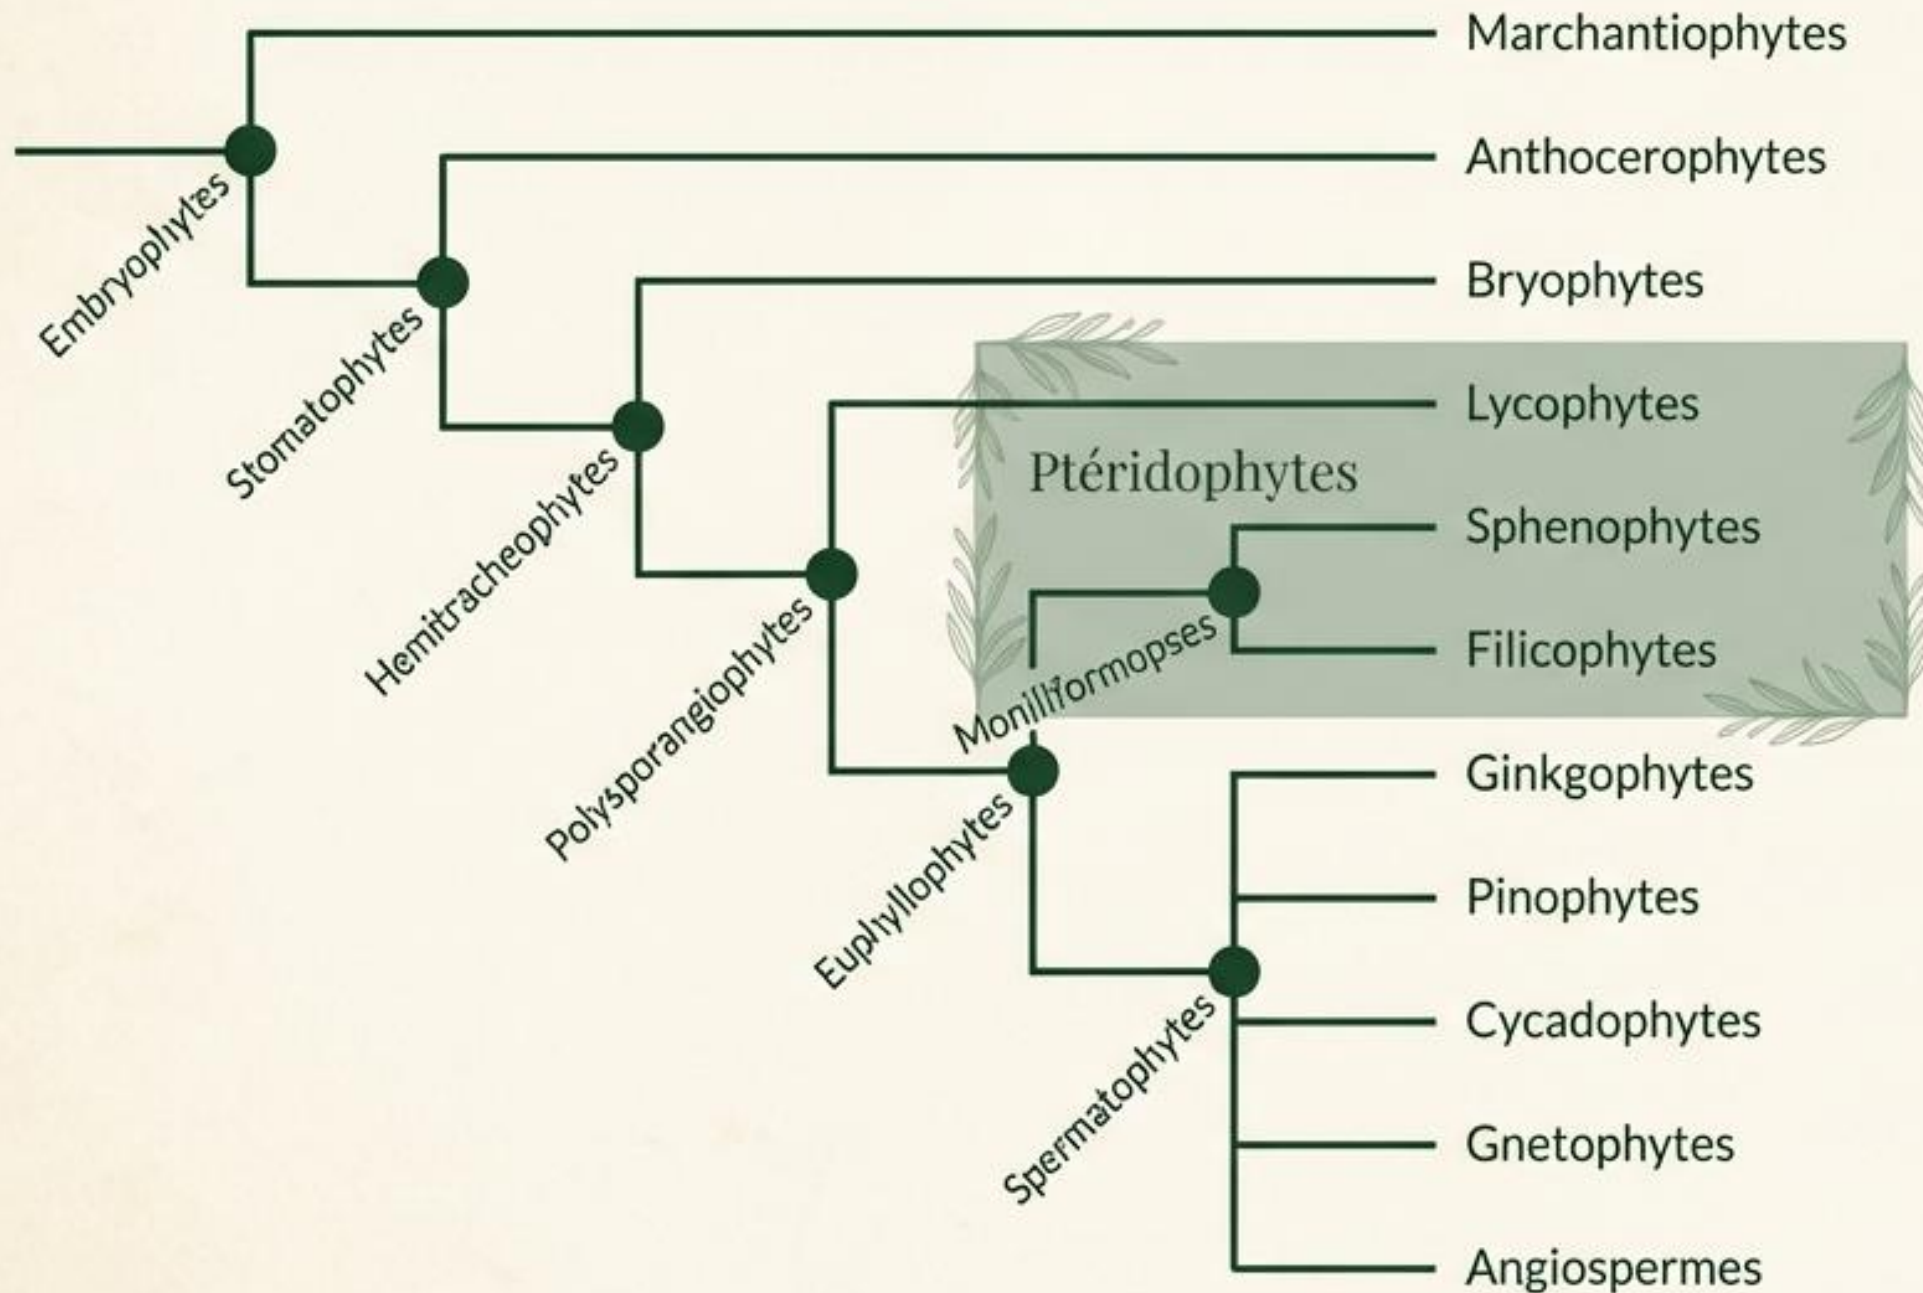 Marchantiophytes
Anthocerophytes
Embryophytes
Bryophytes
Stomatophytes
Lycophytes
Ptéridophytes
Hemitracheophytes
Sphenophytes
Filicophytes
Monilliformopses
Polysporangiophytes
Ginkgophytes
Euphyllophytes
Pinophytes
Cycadophytes
Spermatophytes
Gnetophytes
Angiospermes